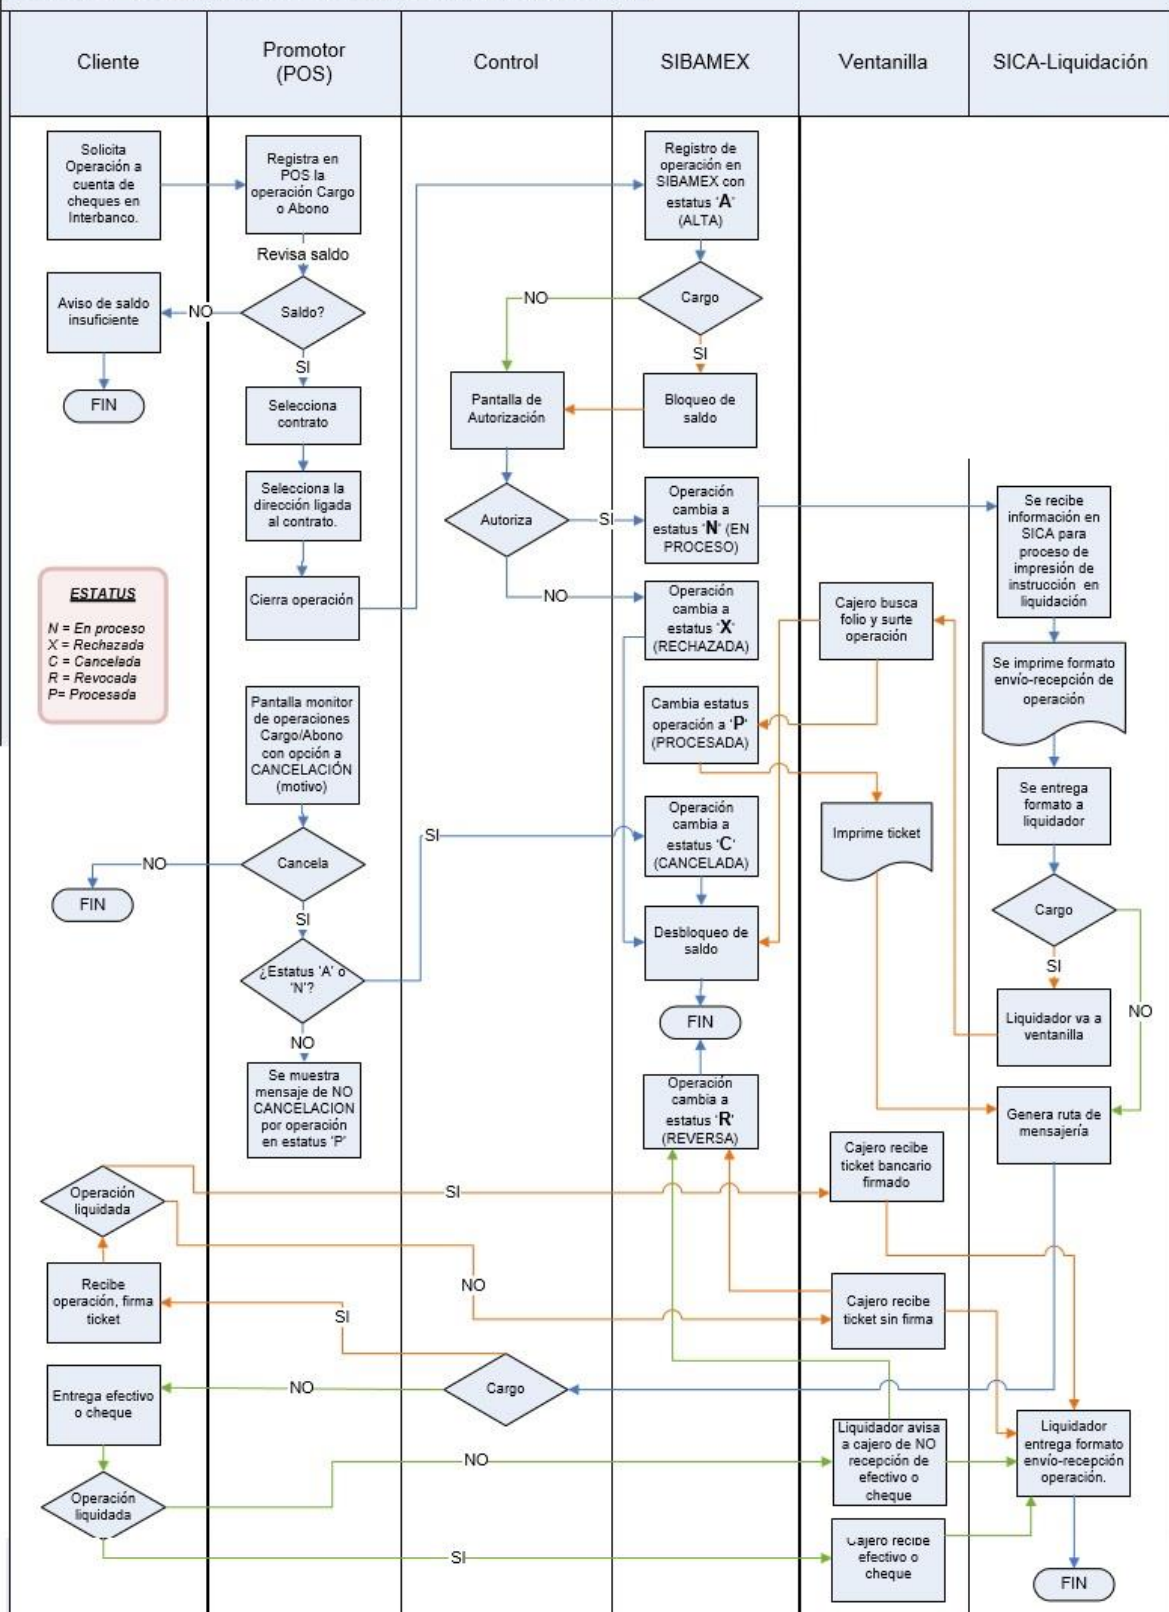 Cliente
Promotor
(POS)
Control
SIBAMEX
Ventanilla
SICA-Liquidación
Solicita
Operación a
cuenta de
cheques en
Interbanco.
Registra en
POS la
operación Cargo
o Abono
Revisa saldo
Registro de
operación en
SIBAMEX con
estatus ‘A’
(ALTA)
Aviso de saldo
insuficiente
NO
Saldo?
NO
Cargo
SI
SI
FIN
Selecciona
contrato
Pantalla de
Autorización
Bloqueo de
saldo
Selecciona la
dirección ligada
al contrato.
Autoriza
SI
Operación
cambia a
estatus ‘N’ (EN
PROCESO)
Se recibe
información en
SICA para
proceso de
impresión de
instrucción en
liquidación
Cierra operación
NO
Operación
cambia a
estatus ‘X’
(RECHAZADA)
Cajero busca
folio y surte
operación
ESTATUS
N = En proceso
X = Rechazada
C = Cancelada
R = Revocada
P= Procesada
Se imprime formato
envío-recepción de
operación
Pantalla monitor
de operaciones
Cargo/Abono
con opción a
CANCELACIÓN
(motivo)
Cambia estatus
operación a ‘P’
(PROCESADA)
Se entrega
formato a
liquidador
SI
Operación
cambia a
estatus ‘C’
(CANCELADA)
Imprime ticket
NO
Cancela
FIN
SI
Cargo
Desbloqueo de
saldo
SI
¿Estatus ‘A’ o
‘N’?
FIN
Liquidador va a
ventanilla
NO
NO
Se muestra
mensaje de NO
CANCELACION
por operación
en estatus ‘P’
Operación
cambia a
estatus ‘R’
(REVERSA)
Genera ruta de
mensajería
Operación
liquidada
SI
Cajero recibe
ticket bancario
firmado
Recibe
operación, firma
ticket
NO
SI
Cajero recibe
ticket sin firma
Entrega efectivo
o cheque
NO
Cargo
Liquidador avisa
a cajero de NO
recepción de
efectivo o
cheque
Liquidador
entrega formato
envío-recepción
operación.
NO
Operación
liquidada
SI
Cajero recibe
efectivo o
cheque
FIN